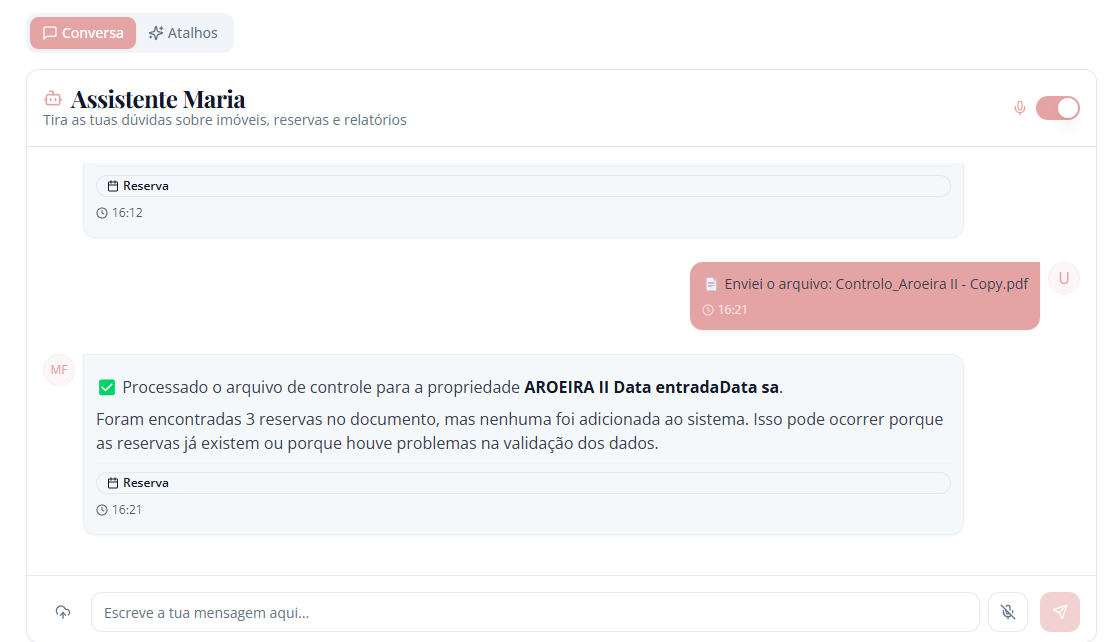 Conversa
Atalhos
Assistente Maria
Tira as tuas dúvidas sobre imóveis, reservas e relatórios
Reserva
16:12
Enviei o arquivo: Controlo_Aroeira II - Copy.pdf
16:21
U
MF
Processado o arquivo de controle para a propriedade AROEIRA II Data entradaData sa.
Foram encontradas 3 reservas no documento, mas nenhuma foi adicionada ao sistema. Isso pode ocorrer porque
as reservas já existem ou porque houve problemas na validação dos dados.
Reserva
16:21
Escreve a tua mensagem aqui...